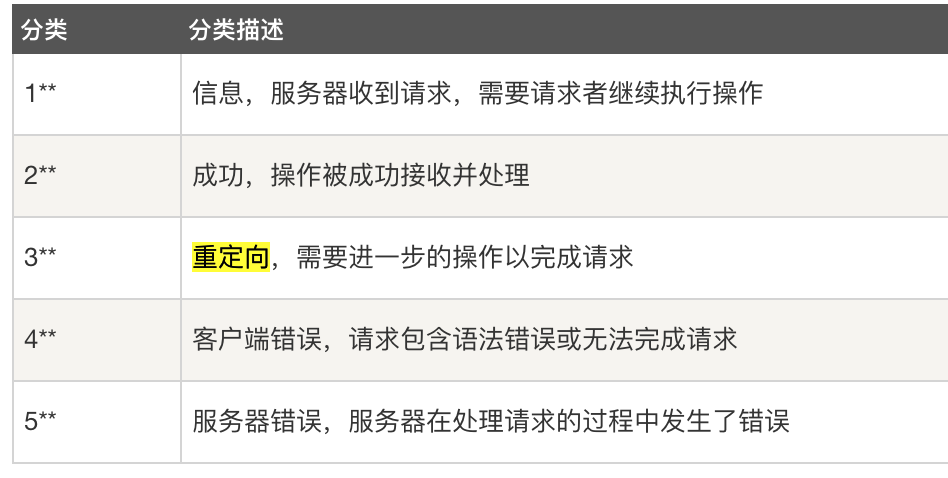 分类 分类描述
1** 信息，服务器收到请求，需要请求者继续执行操作
2** 成功，操作被成功接收并处理
3** 重定向，需要进一步的操作以完成请求
4** 客户端错误，请求包含语法错误或无法完成请求
5** 服务器错误，服务器在处理请求的过程中发生了错误